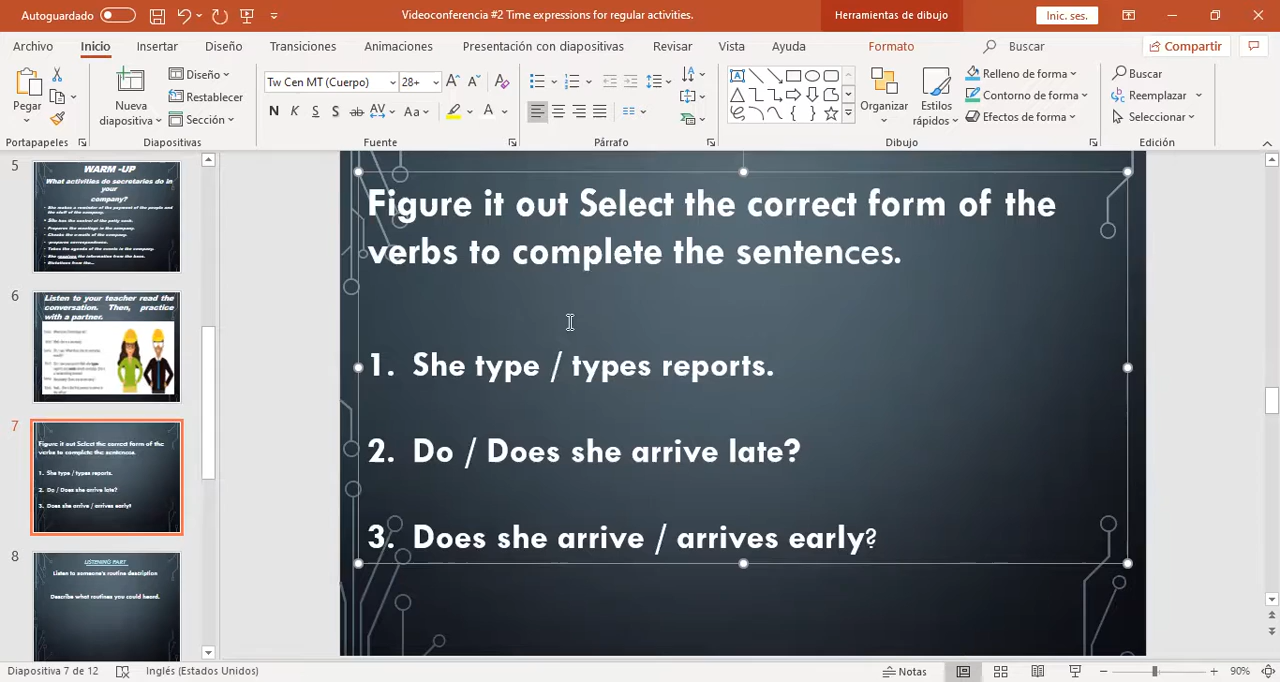 Autoguardado
Videoconferencia #2 Time expressions for regular activities.
Herramientas de dibujo
Inic. ses.
Archivo Inicio Insertar Diseño Transiciones Animaciones Presentación con diapositivas Revisar Vista Ayuda Formato Buscar Compartir
Pegar
Portapapeles
Nueva diapositiva
Diseño
Restablecer
Sección
Diapositivas
Tw Cen MT (Cuerpo) 28+
N K S S ab AV Aa A
Fuente
Párrafo
Organizar
Estilos rápidos
Relleno de forma
Contorno de forma
Efectos de forma
Dibujo
Buscar
Reemplazar
Seleccionar
Edición
5
WARM -UP
What activities do secretaries do in
your
company?
6
Listen to your teacher read the
conversation. Then, practice
with a partner.
7
Figure it out Select the correct form of the
verbs to complete the sentences.
1. She type / types reports.
2. Do / Does she arrive late?
3. Does she arrive / arrives early?
8
LISTENING PART
Listen to someone's routine description
Describe what routines you could heard.
Figure it out Select the correct form of the
verbs to complete the sentences.
1. She type / types reports.
2. Do / Does she arrive late?
3. Does she arrive / arrives early?
Diapositiva 7 de 12
Inglés (Estados Unidos)
Notas
90%